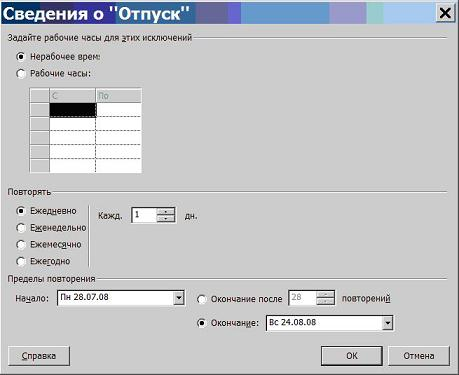 Сведения о "Отпуск"
Задайте рабочие часы для этих исключений
Нерабочее врем
Рабочие часы:
С По
Повторять
Ежедневно
Еженедельно
Ежемесячно
Ежегодно
Кажд. 1 дн.
Пределы повторения
Начало: Пн 28.07.08
Окончание после 28 повторений
Окончание: Вс 24.08.08
Справка ОК Отмена